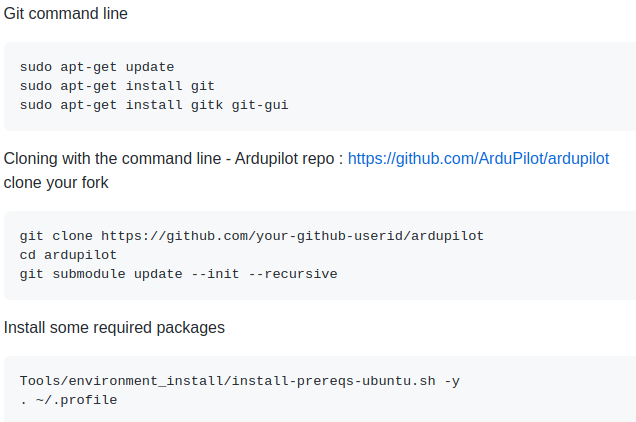 Git command line
sudo apt-get update
sudo apt-get install git
sudo apt-get install gitk git-gui
Cloning with the command line - Ardupilot repo : https://github.com/ArduPilot/ardupilot
clone your fork
git clone https://github.com/your-github-userid/ardupilot
cd ardupilot
git submodule update --init --recursive
Install some required packages
Tools/environment_install/install-prereqs-ubuntu.sh -y
. ~/.profile